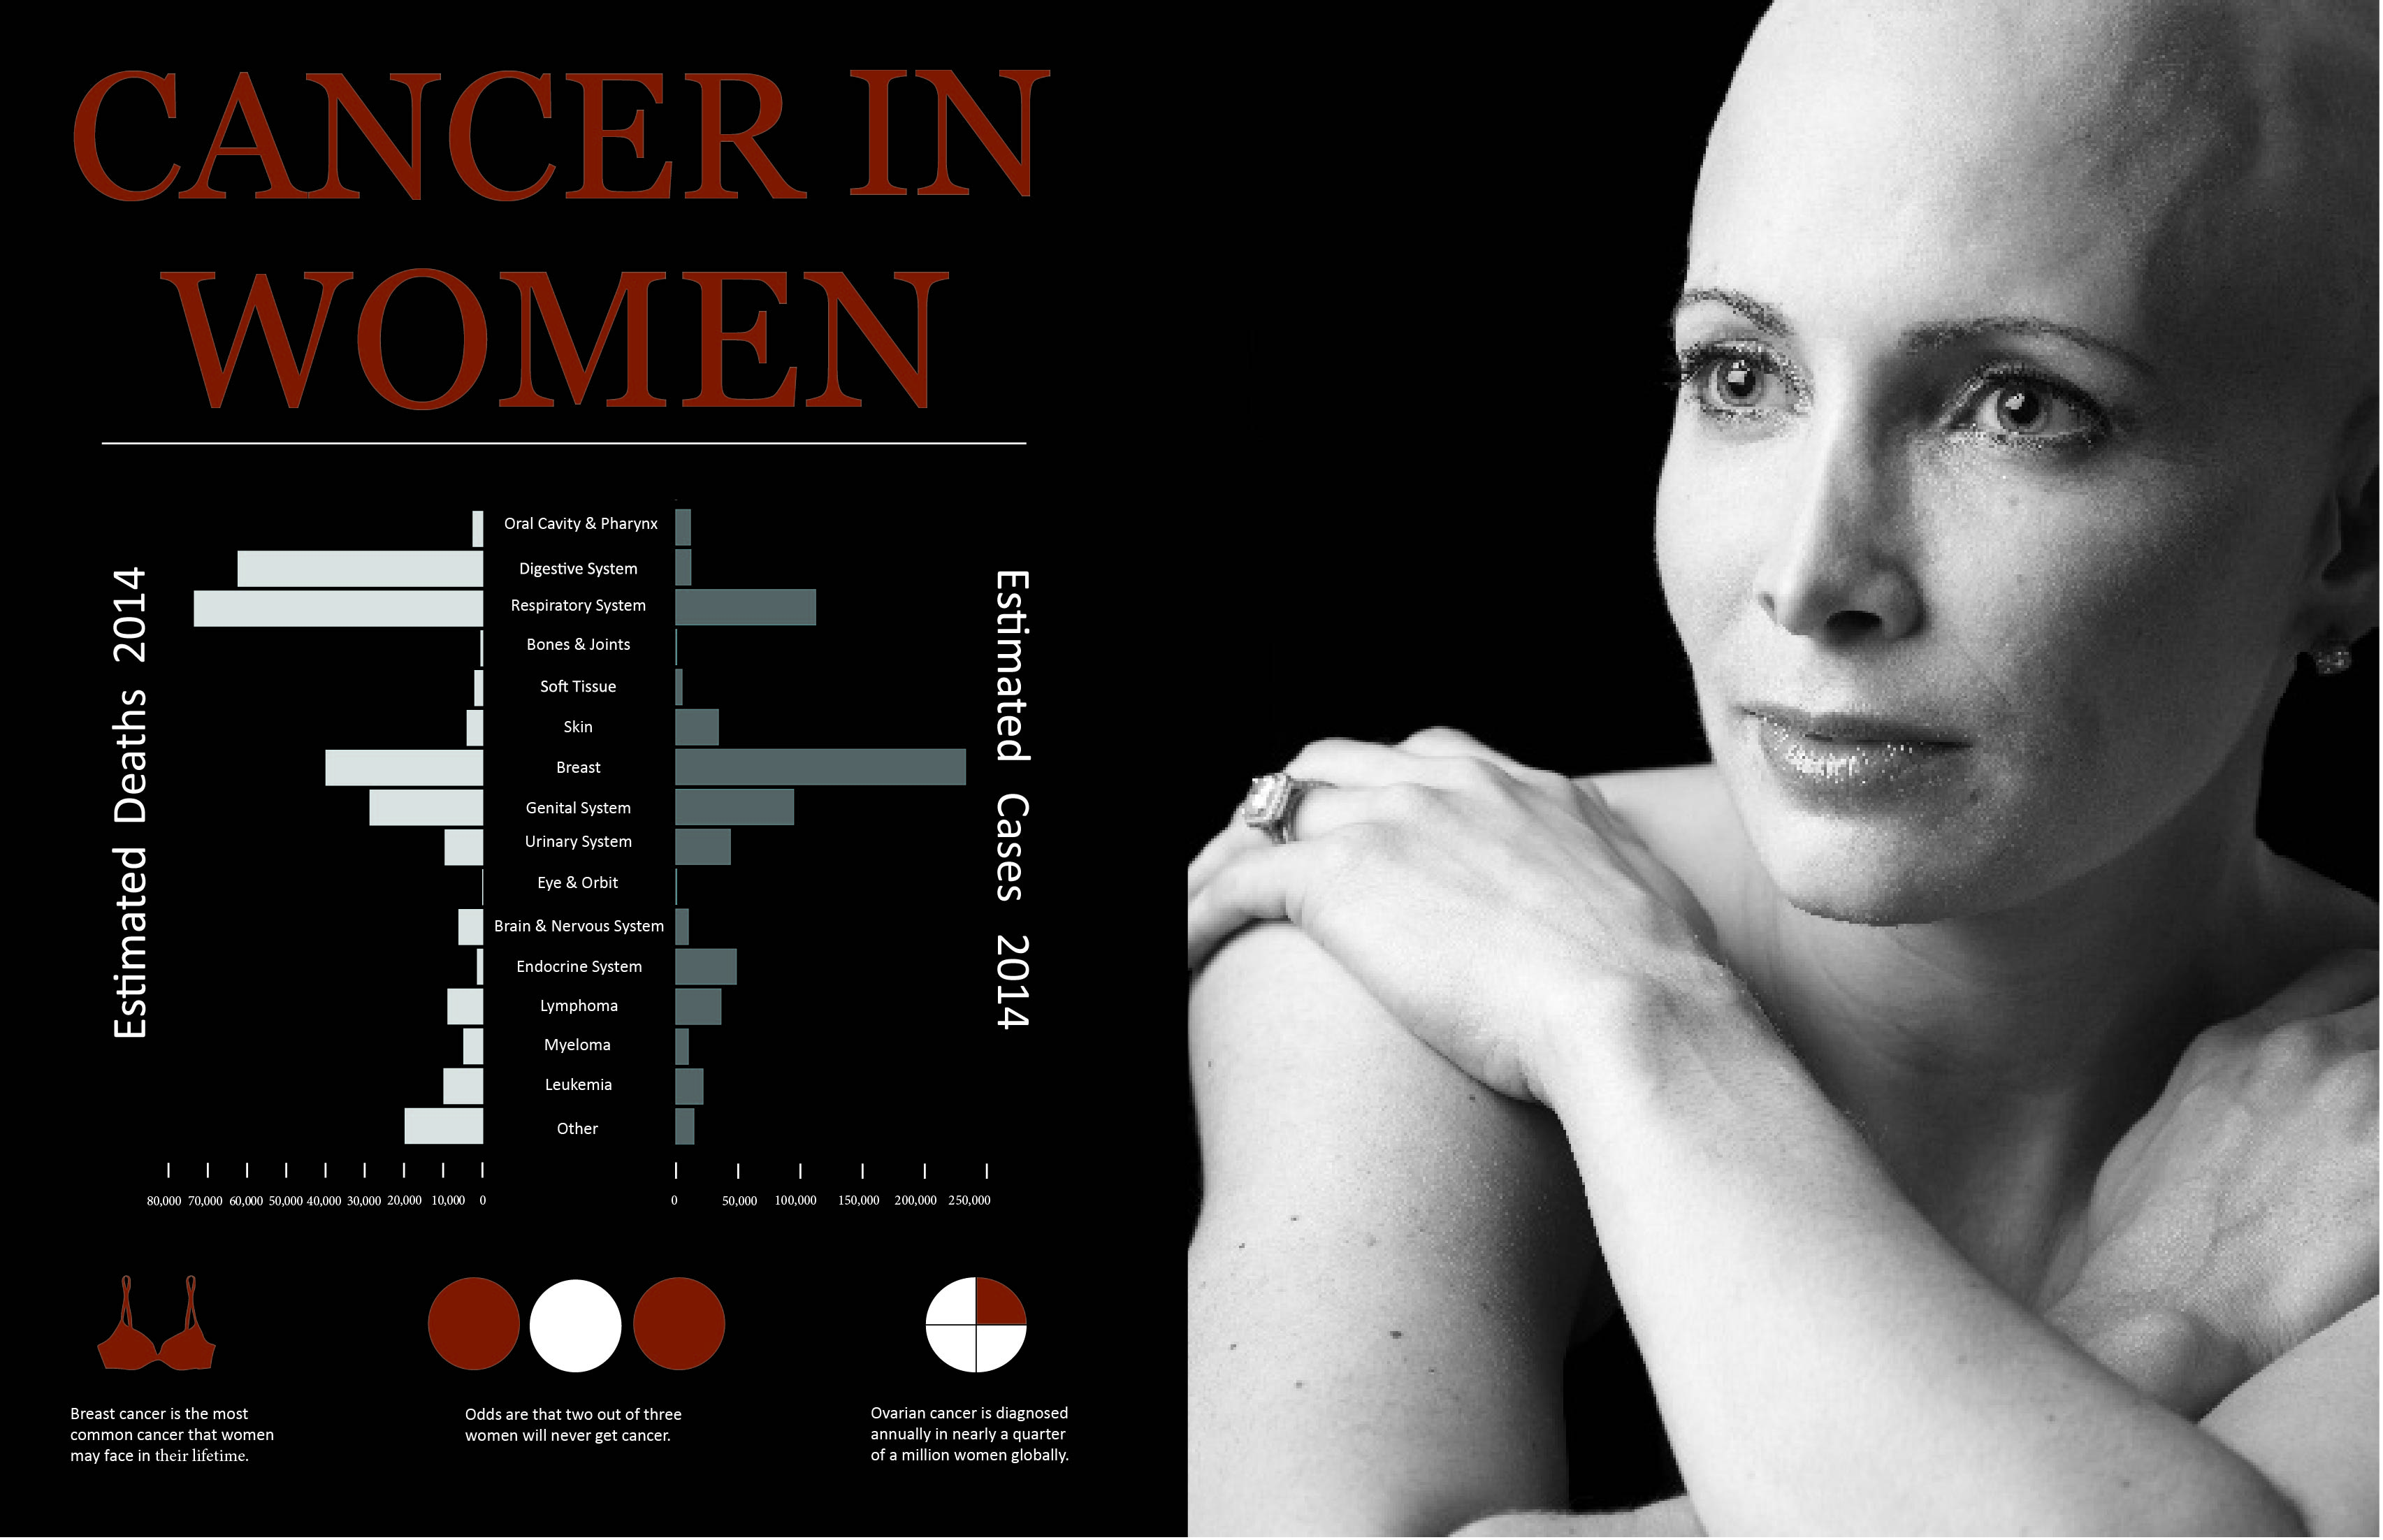 CANCER IN
WOMEN
Estimated Deaths 2014
Oral Cavity & Pharynx
Digestive System
Respiratory System
Bones & Joints
Soft Tissue
Skin
Breast
Genital System
Urinary System
Eye & Orbit
Brain & Nervous System
Endocrine System
Lymphoma
Myeloma
Leukemia
Other
Estimated Cases 2014
80,000 70,000 60,000 50,000 40,000 30,000 20,000 10,000 0
0 50,000 100,000 150,000 200,000 250,000
Breast cancer is the most
common cancer that women
may face in their lifetime.
Odds are that two out of three
women will never get cancer.
Ovarian cancer is diagnosed
annually in nearly a quarter
of a million women globally.